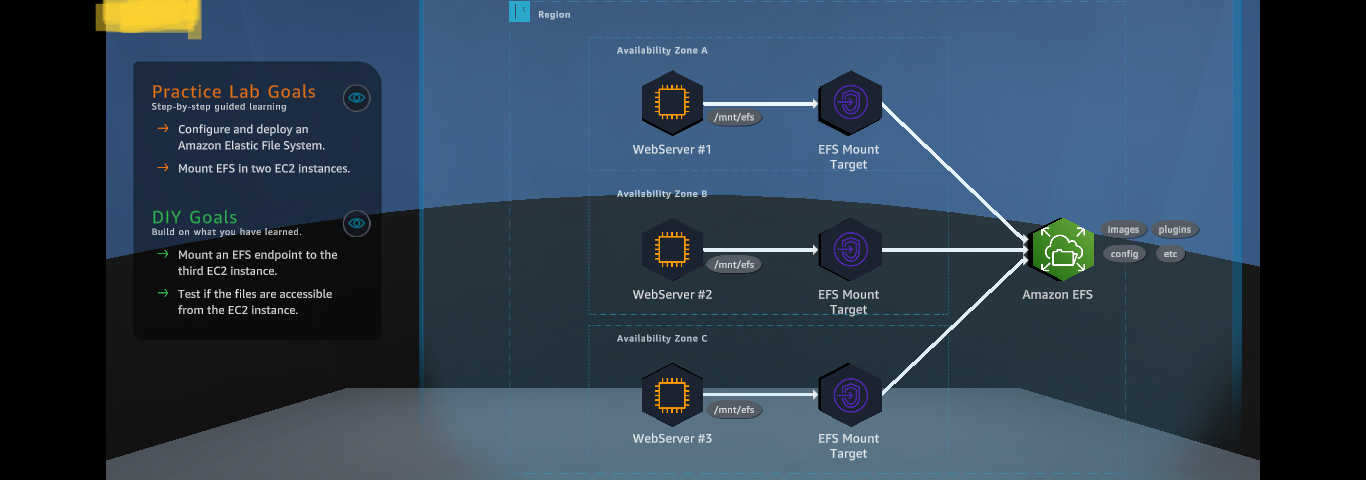 Region
Practice Lab Goals
Step-by-step guided learning
Configure and deploy an
Amazon Elastic File System.
Mount EFS in two EC2 instances.
DIY Goals
Build on what you have learned.
Mount an EFS endpoint to the
third EC2 instance.
Test if the files are accessible
from the EC2 instance.
Availability Zone A
/mnt/efs
WebServer #1
EFS Mount
Target
Availability Zone B
/mnt/efs
WebServer #2
EFS Mount
Target
Availability Zone C
/mnt/efs
WebServer #3
EFS Mount
Target
images plugins
config etc
Amazon EFS